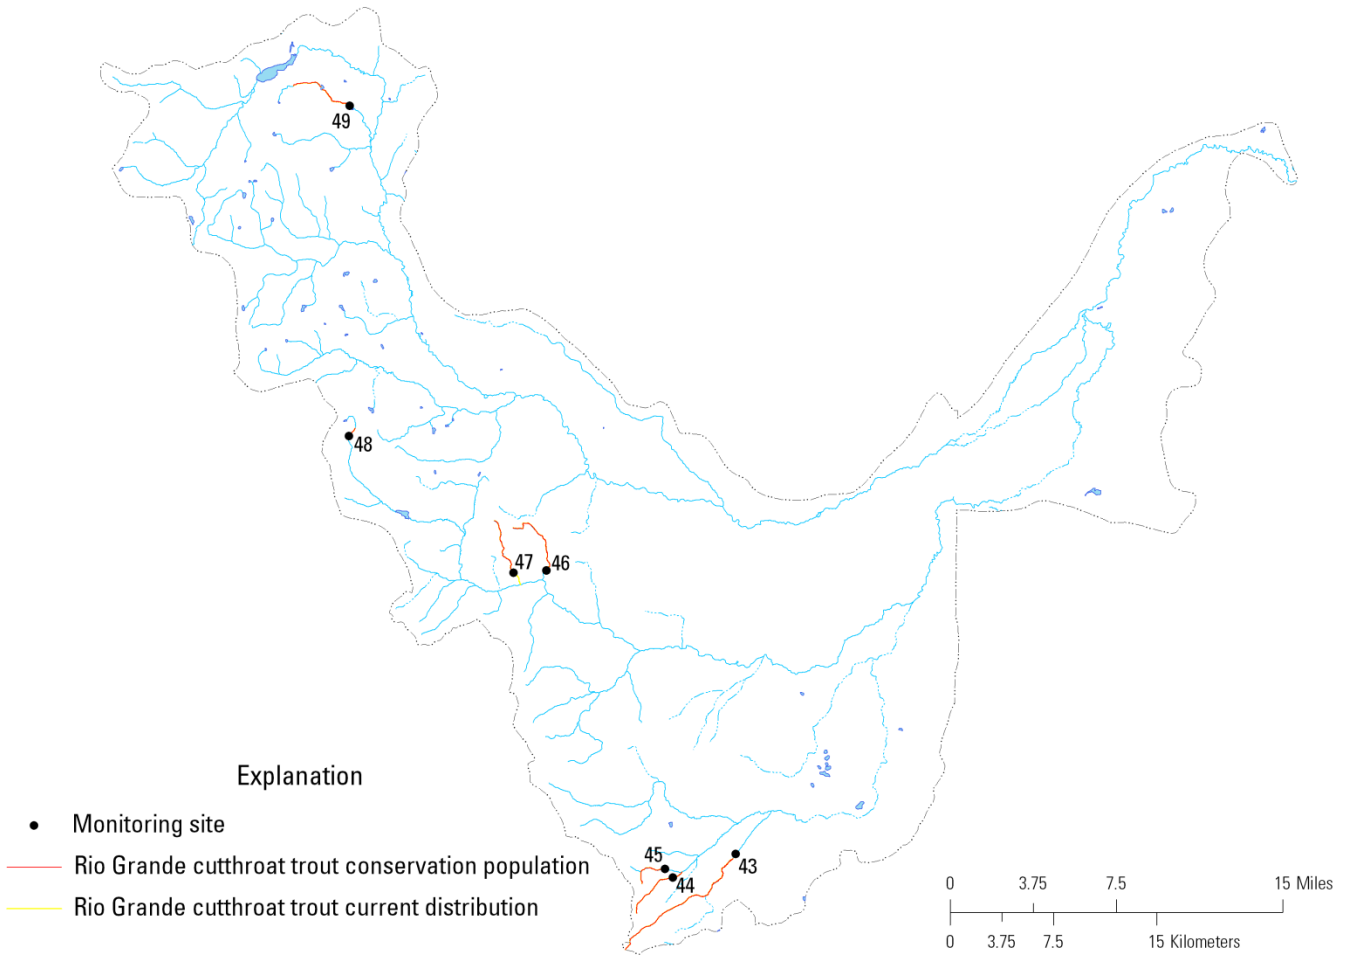 49
48
47
46
45
44
43
Explanation
Monitoring site
Rio Grande cutthroat trout conservation population
Rio Grande cutthroat trout current distribution
0 3.75 7.5 15 Miles
0 3.75 7.5 15 Kilometers